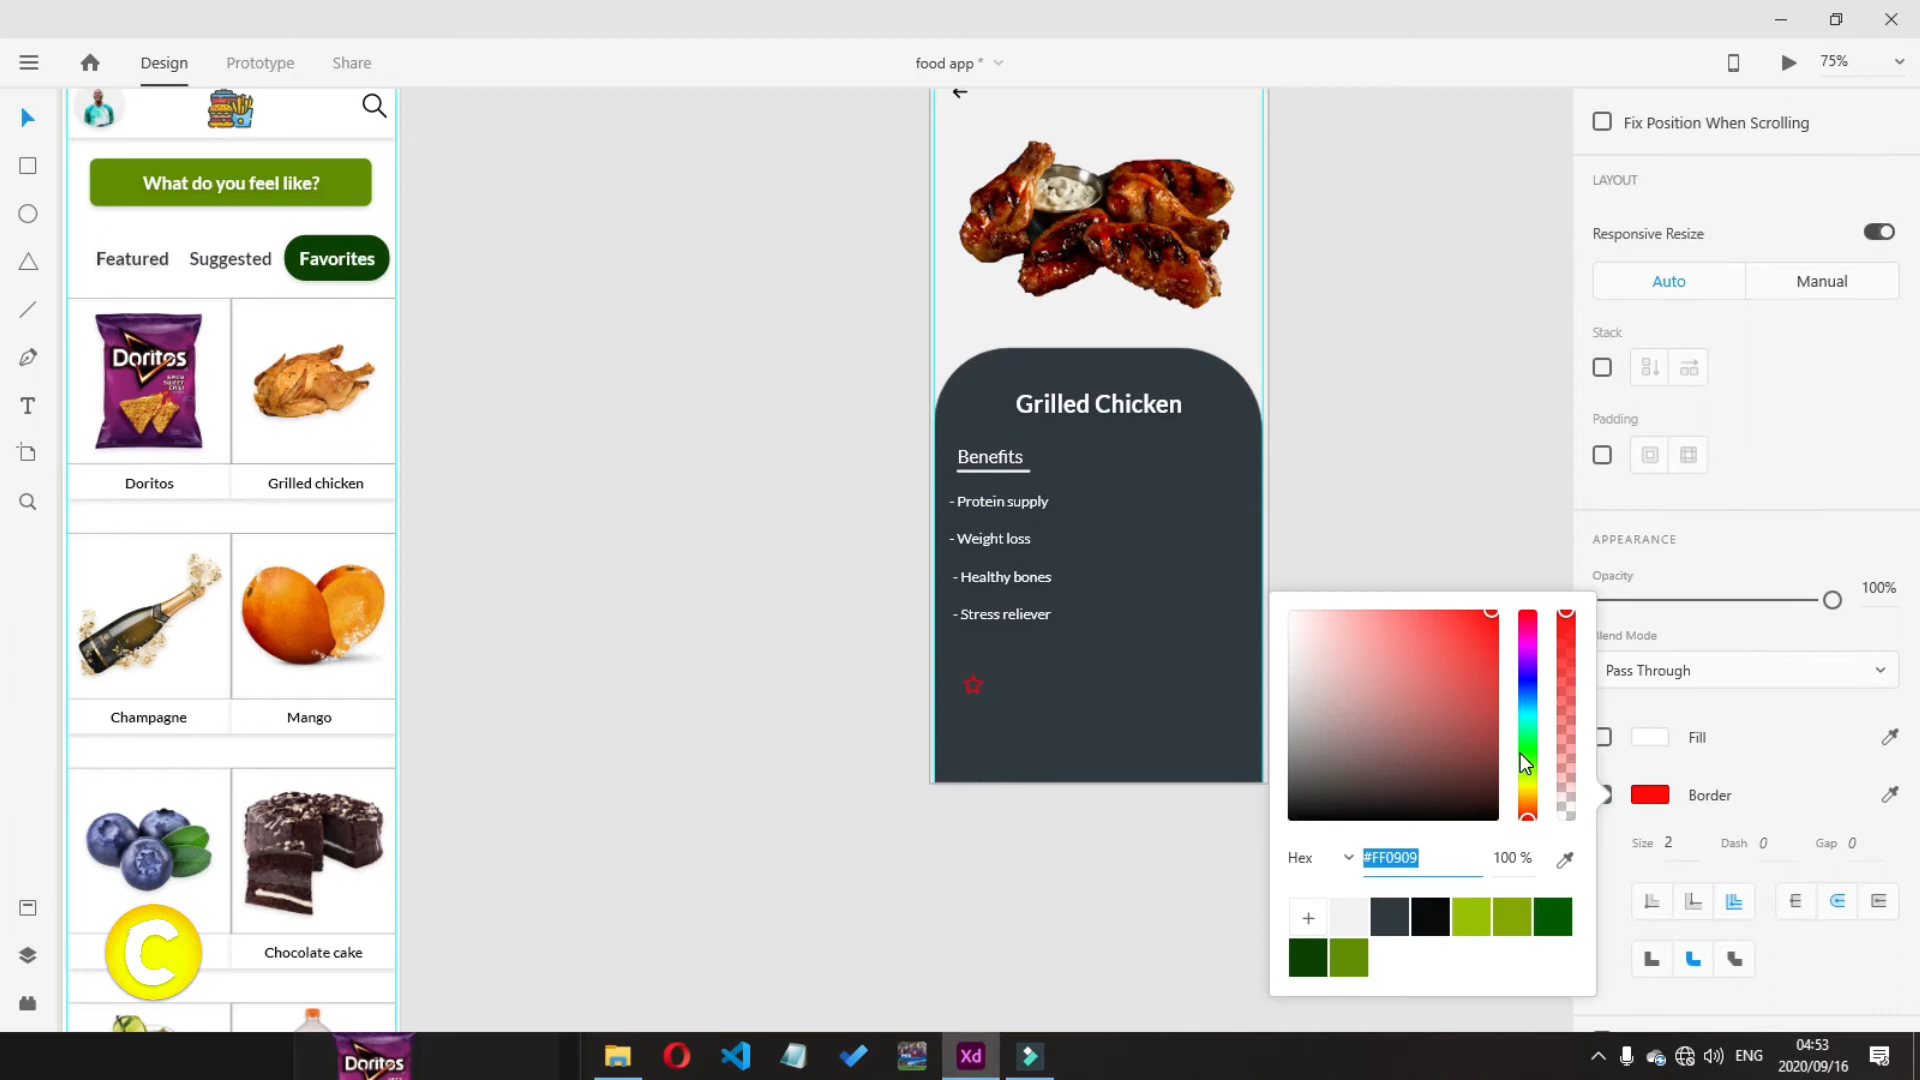 Design
Prototype
Share
food app *
75%
What do you feel like?
Featured
Suggested
Favorites
Doritos
Doritos
Grilled chicken
Champagne
Mango
C
Chocolate cake
Grilled Chicken
Benefits
- Protein supply
- Weight loss
- Healthy bones
- Stress reliever
Fix Position When Scrolling
LAYOUT
Responsive Resize
Auto
Manual
Stack
Padding
APPEARANCE
Opacity
100%
Blend Mode
Pass Through
Fill
Border
Size 2
Dash 0
Gap 0
Hex
#FF0909
100 %
Doritos
Xd
ENG
04:53
2020/09/16